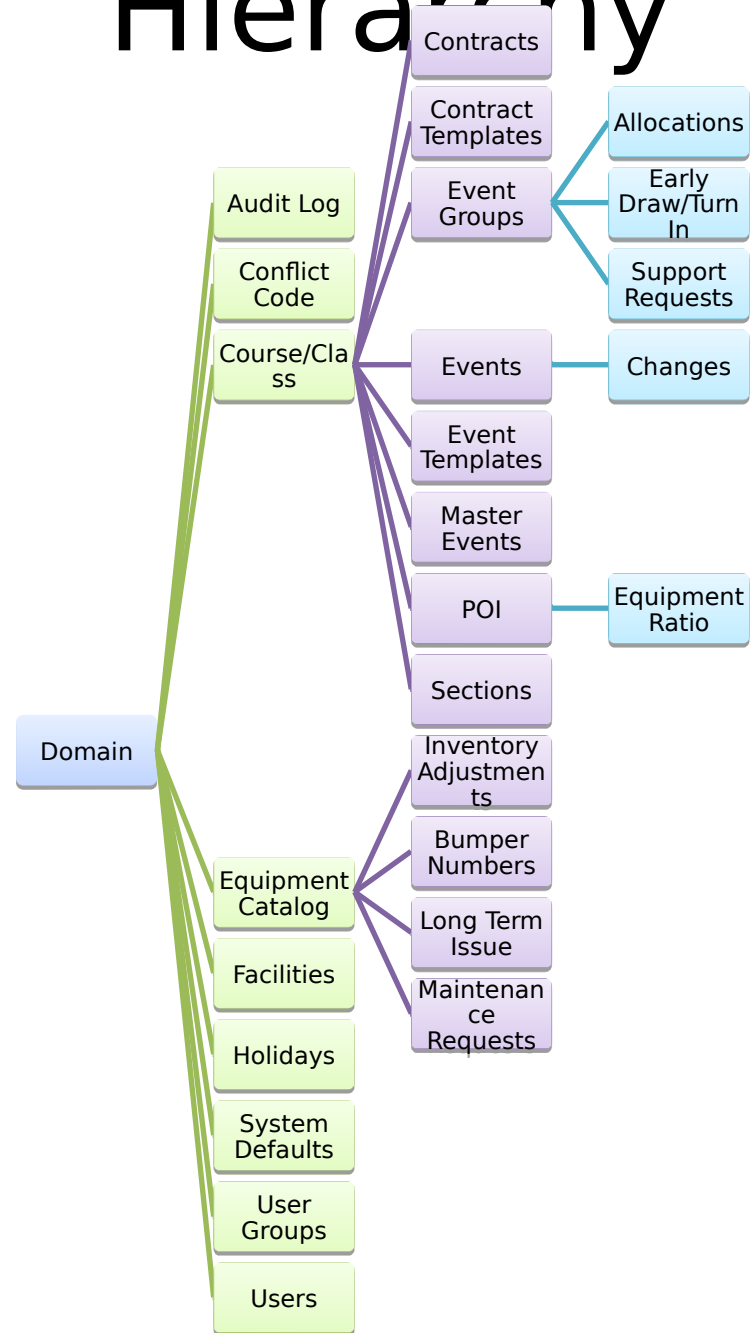 Hierarchy
Contracts
Contract
Templates
Event
Groups
Allocations
Early
Draw/Turn
In
Support
Requests
Audit Log
Conflict
Code
Course/Cla
ss
Events
Changes
Event
Templates
Master
Events
POI
Equipment
Ratio
Sections
Domain
Inventory
Adjustmen
ts
Bumper
Numbers
Equipment
Catalog
Long Term
Issue
Maintenan
ce
Requests
Facilities
Holidays
System
Defaults
User
Groups
Users